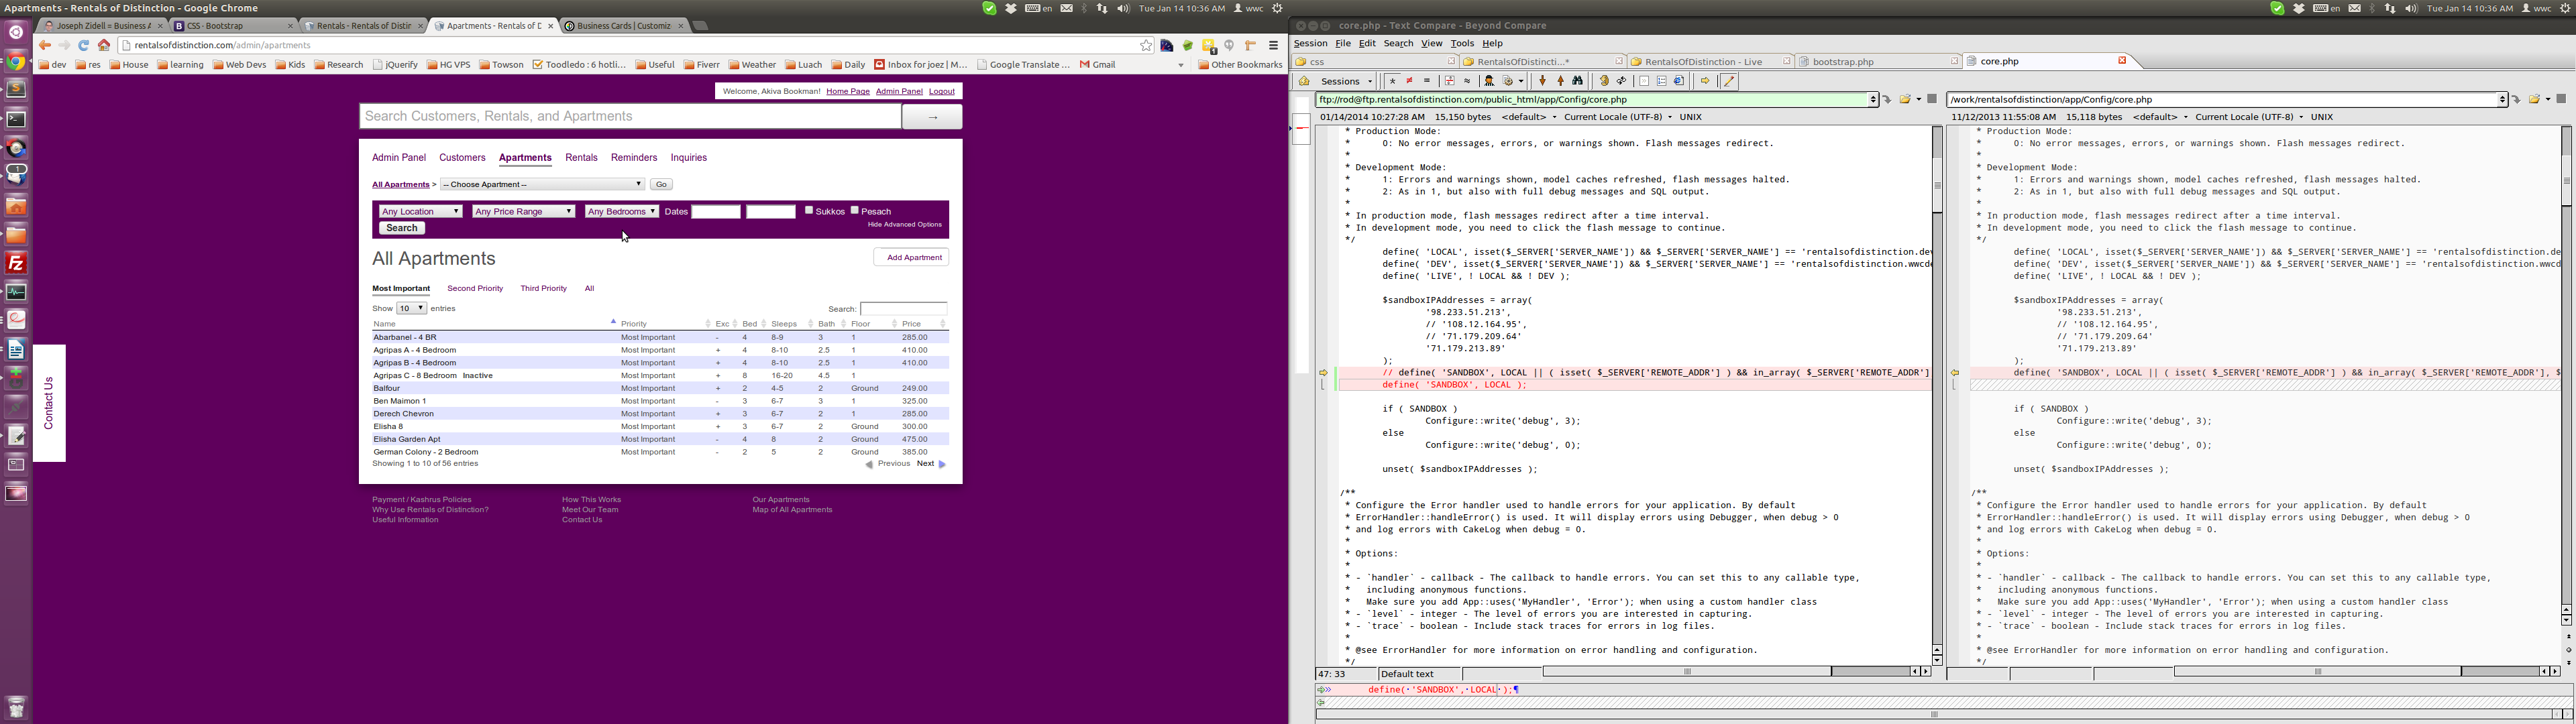 Apartments - Rentals of Distinction - Google Chrome
en
Tue Jan 14 10:36 AM
wwc
Joseph Zidell = Business A
CSS · Bootstrap
Rentals - Rentals of Distin
Apartments - Rentals of D
Business Cards | Customiz
rentalsofdistinction.com/admin/apartments
dev
res
House
learning
Web Devs
Kids
Research
jQuerify
HG VPS
Towson
Toodledo : 6 hotli...
Useful
Fiverr
Weather
Luach
Daily
Inbox for joez | M...
Google Translate ...
Gmail
Other Bookmarks
Welcome, Akiva Bookman! Home Page Admin Panel Logout
Search Customers, Rentals, and Apartments →
Admin Panel Customers Apartments Rentals Reminders Inquiries
All Apartments > -- Choose Apartment -- Go
Any Location Any Price Range Any Bedrooms Dates Sukkos Pesach
Search Hide Advanced Options
All Apartments Add Apartment
Most Important Second Priority Third Priority All
Show 10 entries Search:
Name Priority Exc Bed Sleeps Bath Floor Price
Abarbanel - 4 BR Most Important - 4 8-9 3 1 285.00
Agripas A - 4 Bedroom Most Important + 4 8-10 2.5 1 410.00
Agripas B - 4 Bedroom Most Important + 4 8-10 2.5 1 410.00
Agripas C - 8 Bedroom Inactive Most Important + 8 16-20 4.5 1
Balfour Most Important + 2 4-5 2 Ground 249.00
Ben Maimon 1 Most Important - 3 6-7 3 1 325.00
Derech Chevron Most Important + 3 6-7 2 1 285.00
Elisha 8 Most Important + 3 6-7 2 Ground 300.00
Elisha Garden Apt Most Important - 4 8 2 Ground 475.00
German Colony - 2 Bedroom Most Important - 2 5 2 Ground 385.00
Showing 1 to 10 of 56 entries Previous Next
Contact Us
Payment / Kashrus Policies How This Works Our Apartments
Why Use Rentals of Distinction? Meet Our Team Map of All Apartments
Useful Information Contact Us
en
Tue Jan 14 10:36 AM
wwc
core.php - Text Compare - Beyond Compare
Session File Edit Search View Tools Help
css
RentalsOfDistincti...*
RentalsOfDistinction - Live
bootstrap.php
core.php
Sessions
ftp://rod@ftp.rentalsofdistinction.com/public_html/app/Config/core.php
01/14/2014 10:27:28 AM 15,150 bytes <default> Current Locale (UTF-8) UNIX
* Production Mode:
* 0: No error messages, errors, or warnings shown. Flash messages redirect.
*
* Development Mode:
* 1: Errors and warnings shown, model caches refreshed, flash messages halted.
* 2: As in 1, but also with full debug messages and SQL output.
*
* In production mode, flash messages redirect after a time interval.
* In development mode, you need to click the flash message to continue.
*/
define( 'LOCAL', isset($_SERVER['SERVER_NAME']) && $_SERVER['SERVER_NAME'] == 'rentalsofdistinction.dev
define( 'DEV', isset($_SERVER['SERVER_NAME']) && $_SERVER['SERVER_NAME'] == 'rentalsofdistinction.wwcde
define( 'LIVE', ! LOCAL && ! DEV );
$sandboxIPAddresses = array(
'98.233.51.213',
// '108.12.164.95',
// '71.179.209.64'
'71.179.213.89'
);
// define( 'SANDBOX', LOCAL || ( isset( $_SERVER['REMOTE_ADDR'] ) && in_array( $_SERVER['REMOTE_ADDR']
define( 'SANDBOX', LOCAL );
if ( SANDBOX )
Configure::write('debug', 3);
else
Configure::write('debug', 0);
unset( $sandboxIPAddresses );
/**
* Configure the Error handler used to handle errors for your application. By default
* ErrorHandler::handleError() is used. It will display errors using Debugger, when debug > 0
* and log errors with CakeLog when debug = 0.
*
* Options:
*
* - `handler` - callback - The callback to handle errors. You can set this to any callable type,
* including anonymous functions.
* Make sure you add App::uses('MyHandler', 'Error'); when using a custom handler class
* - `level` - integer - The level of errors you are interested in capturing.
* - `trace` - boolean - Include stack traces for errors in log files.
*
* @see ErrorHandler for more information on error handling and configuration.
*/
47: 33 Default text
define(·'SANDBOX',·LOCAL·);¶
/work/rentalsofdistinction/app/Config/core.php
11/12/2013 11:55:08 AM 15,118 bytes <default> Current Locale (UTF-8) UNIX
* Production Mode:
* 0: No error messages, errors, or warnings shown. Flash messages redirect.
*
* Development Mode:
* 1: Errors and warnings shown, model caches refreshed, flash messages halted.
* 2: As in 1, but also with full debug messages and SQL output.
*
* In production mode, flash messages redirect after a time interval.
* In development mode, you need to click the flash message to continue.
*/
define( 'LOCAL', isset($_SERVER['SERVER_NAME']) && $_SERVER['SERVER_NAME'] == 'rentalsofdistinction.de
define( 'DEV', isset($_SERVER['SERVER_NAME']) && $_SERVER['SERVER_NAME'] == 'rentalsofdistinction.wwcd
define( 'LIVE', ! LOCAL && ! DEV );
$sandboxIPAddresses = array(
'98.233.51.213',
// '108.12.164.95',
// '71.179.209.64'
'71.179.213.89'
);
define( 'SANDBOX', LOCAL || ( isset( $_SERVER['REMOTE_ADDR'] ) && in_array( $_SERVER['REMOTE_ADDR'], $
if ( SANDBOX )
Configure::write('debug', 3);
else
Configure::write('debug', 0);
unset( $sandboxIPAddresses );
/**
* Configure the Error handler used to handle errors for your application. By default
* ErrorHandler::handleError() is used. It will display errors using Debugger, when debug > 0
* and log errors with CakeLog when debug = 0.
*
* Options:
*
* - `handler` - callback - The callback to handle errors. You can set this to any callable type,
* including anonymous functions.
* Make sure you add App::uses('MyHandler', 'Error'); when using a custom handler class
* - `level` - integer - The level of errors you are interested in capturing.
* - `trace` - boolean - Include stack traces for errors in log files.
*
* @see ErrorHandler for more information on error handling and configuration.
*/